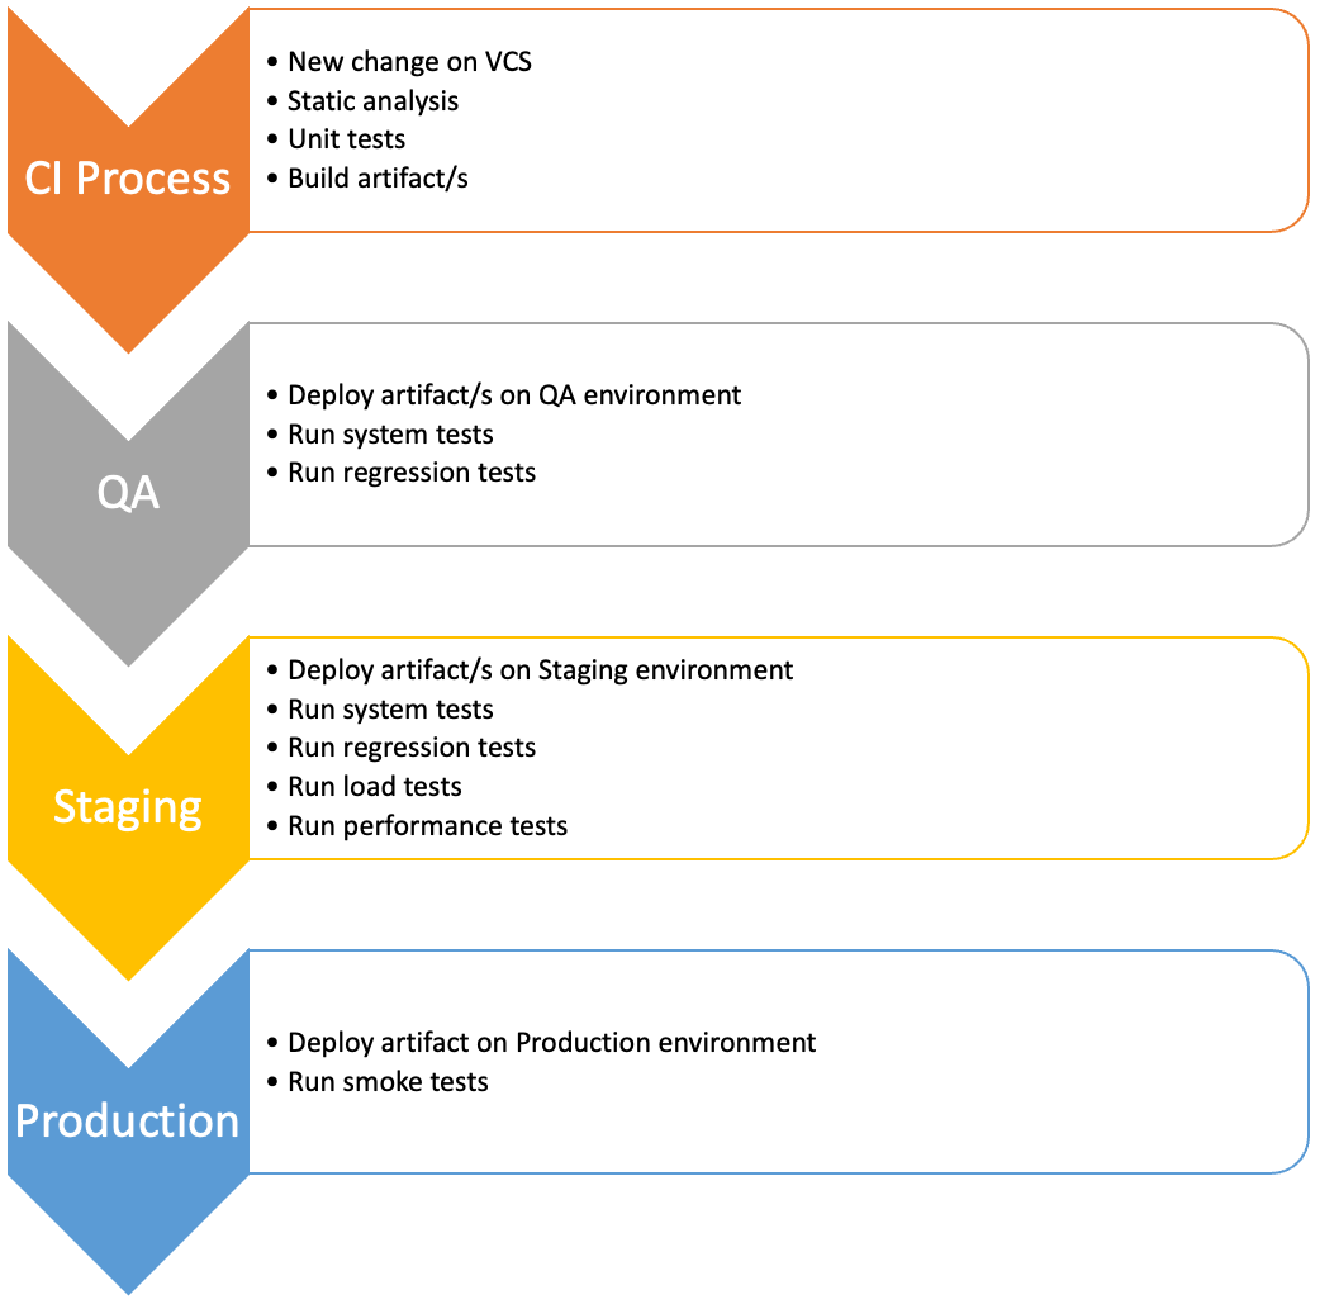 CI Process
• New change on VCS
• Static analysis
• Unit tests
• Build artifact/s
QA
• Deploy artifact/s on QA environment
• Run system tests
• Run regression tests
Staging
• Deploy artifact/s on Staging environment
• Run system tests
• Run regression tests
• Run load tests
• Run performance tests
Production
• Deploy artifact on Production environment
• Run smoke tests